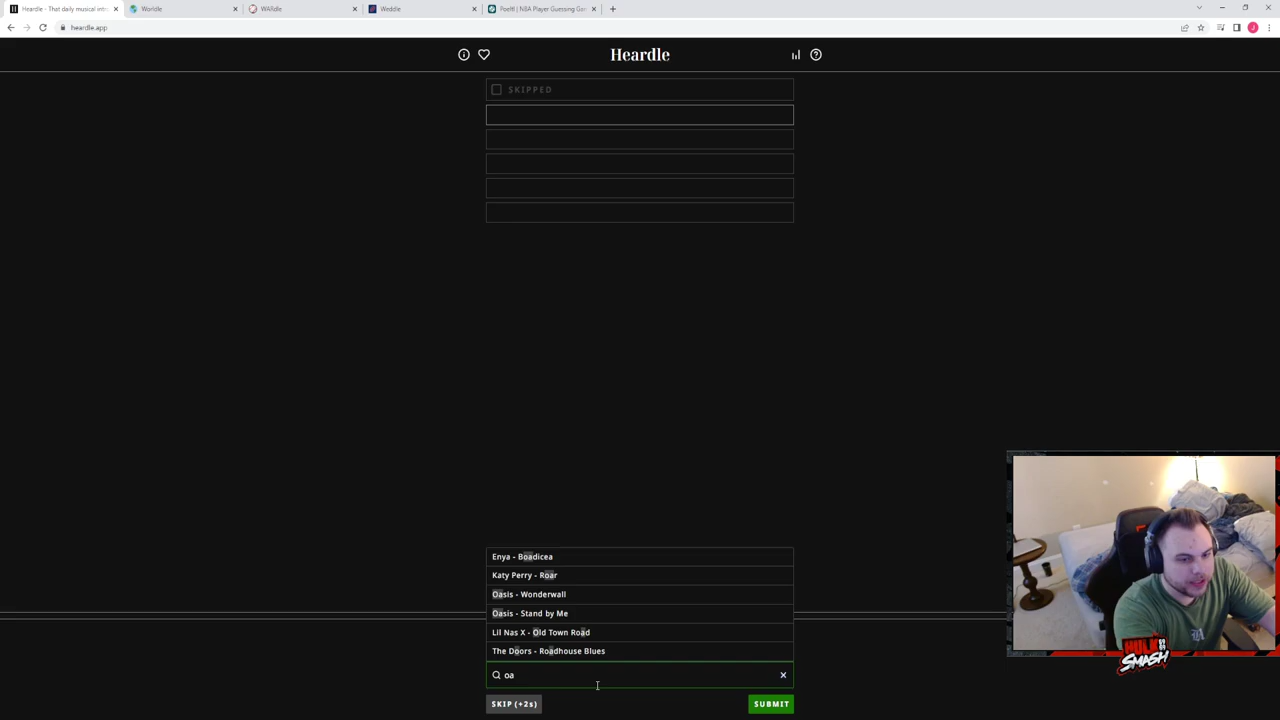 Heardle - That daily musical intro
Worldle
WARdle
Weddle
Poeltl | NBA Player Guessing Gam
heardle.app
J
Heardle
SKIPPED
Enya - Boadicea
Katy Perry - Roar
Oasis - Wonderwall
Oasis - Stand by Me
Lil Nas X - Old Town Road
The Doors - Roadhouse Blues
oa
SKIP (+2s)
SUBMIT
HULK
SMASH